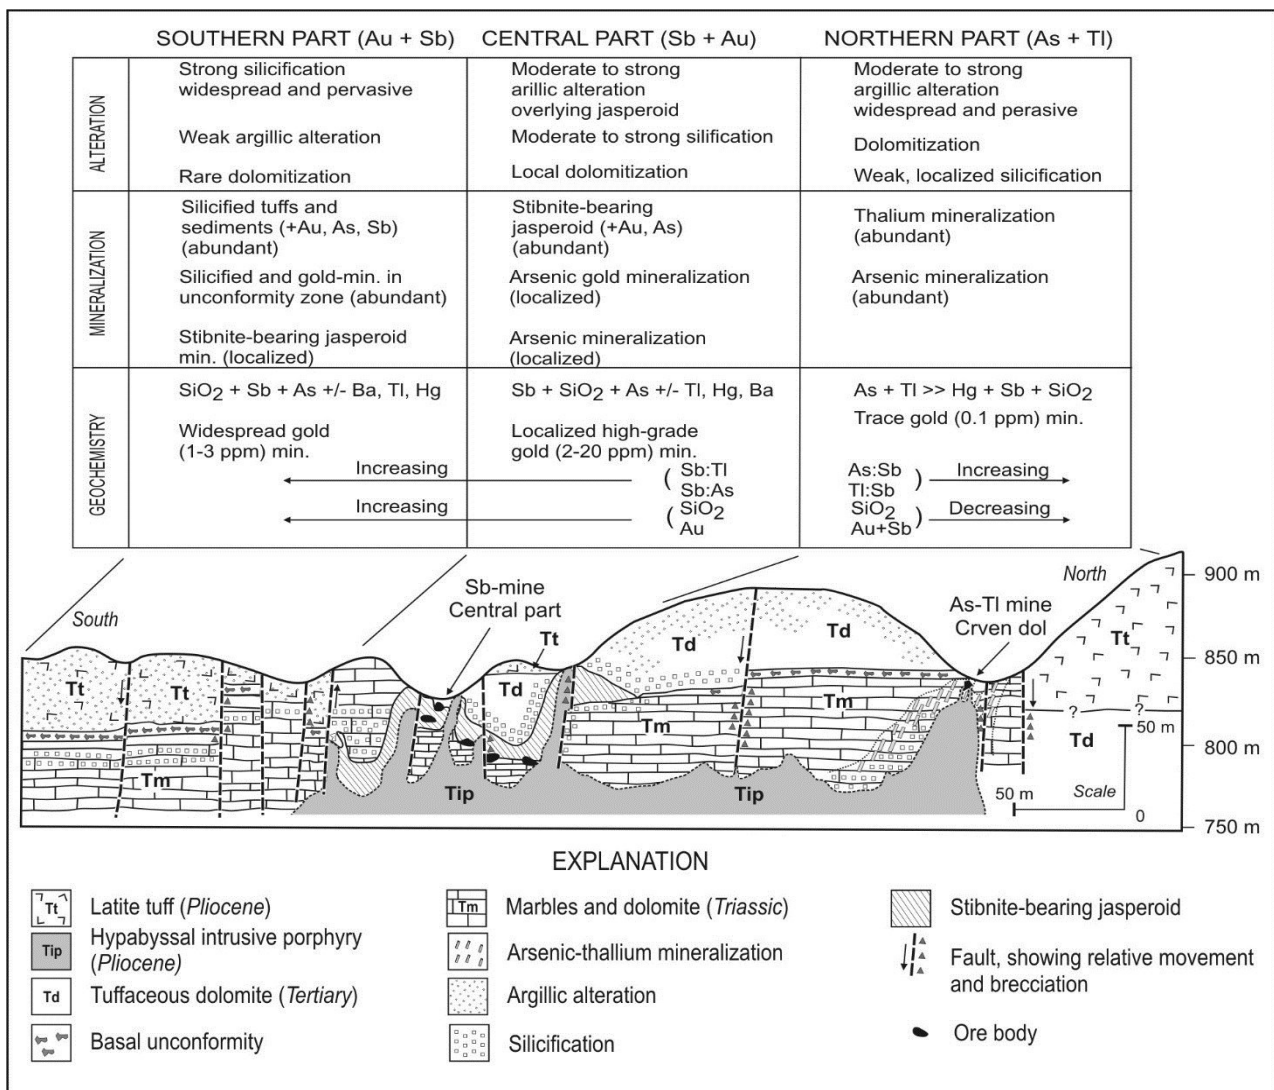 SOUTHERN PART (Au + Sb)
CENTRAL PART (Sb + Au)
NORTHERN PART (As + Tl)
ALTERATION
Strong silicification
widespread and pervasive
Weak argillic alteration
Rare dolomitization
Moderate to strong
arillic alteration
overlying jasperoid
Moderate to strong silification
Local dolomitization
Moderate to strong
argillic alteration
widespread and perasive
Dolomitization
Weak, localized silicification
MINERALIZATION
Silicified tuffs and
sediments (+Au, As, Sb)
(abundant)
Silicified and gold-min. in
unconformity zone (abundant)
Stibnite-bearing jasperoid
min. (localized)
Stibnite-bearing
jasperoid (+Au, As)
(abundant)
Arsenic gold mineralization
(localized)
Arsenic mineralization
(localized)
Thalium mineralization
(abundant)
Arsenic mineralization
(abundant)
GEOCHEMISTRY
SiO2 + Sb + As +/- Ba, Tl, Hg
Widespread gold
(1-3 ppm) min.
Sb + SiO2 + As +/- Tl, Hg, Ba
Localized high-grade
gold (2-20 ppm) min.
As + Tl >> Hg + Sb + SiO2
Trace gold (0.1 ppm) min.
Increasing
( Sb:Tl
Sb:As
Increasing
( SiO2
Au
As:Sb )
Tl:Sb
Increasing
SiO2 )
Au+Sb
Decreasing
South
Sb-mine
Central part
North
As-Tl mine
Crven dol
900 m
850 m
800 m
750 m
Tt
Tt
Tm
Tt
Td
Td
Td
Tm
Tm
Tt
? ?
Td
Tip
Tip
50 m
50 m
Scale
0
EXPLANATION
Tt Latite tuff (Pliocene)
Tip Hypabyssal intrusive porphyry
(Pliocene)
Td Tuffaceous dolomite (Tertiary)
Basal unconformity
Tm Marbles and dolomite (Triassic)
Arsenic-thallium mineralization
Argillic alteration
Silicification
Stibnite-bearing jasperoid
Fault, showing relative movement
and brecciation
Ore body